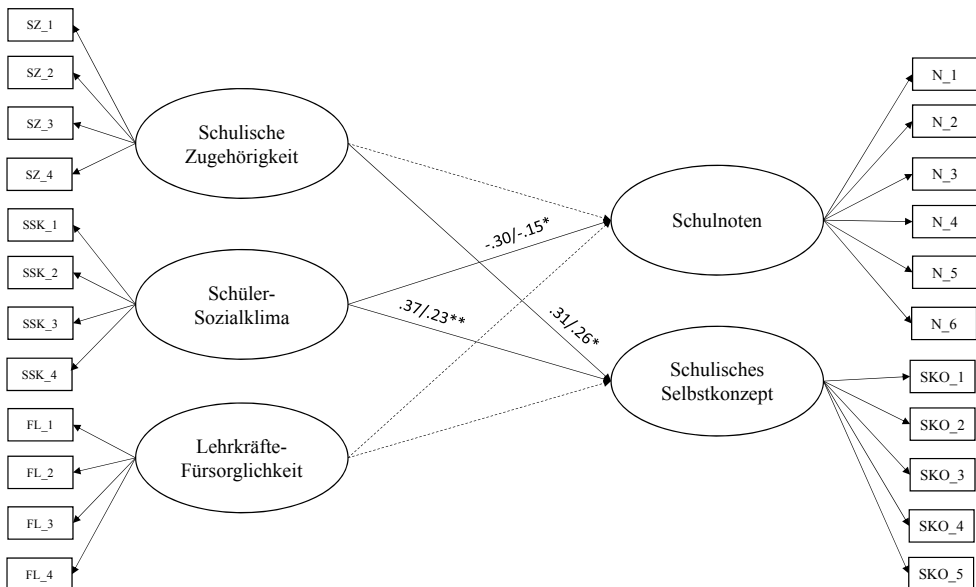 SZ_1
SZ_2
SZ_3
SZ_4
SSK_1
SSK_2
SSK_3
SSK_4
FL_1
FL_2
FL_3
FL_4
Schulische
Zugehörigkeit
Schüler-
Sozialklima
Lehrkräfte-
Fürsorglichkeit
-.30/-.15*
.37/.23**
.31/.26*
Schulnoten
Schulisches
Selbstkonzept
N_1
N_2
N_3
N_4
N_5
N_6
SKO_1
SKO_2
SKO_3
SKO_4
SKO_5